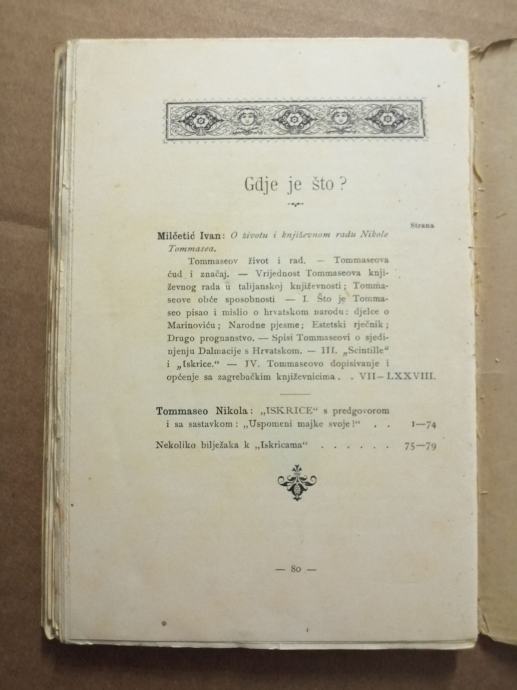 Gdje je što?
Strana
Milčetić Ivan: O životu i književnom radu Nikole
Tommasea.
Tommaseov život i rad. — Tommaseova
ćud i značaj. — Vrijednost Tommaseova knji-
ževnog rada u talijanskoj književnosti; Tomma-
seove obće sposobnosti — I. Što je Tomma-
seo pisao i mislio o hrvatskom narodu: djelce o
Marinoviću; Narodne pjesme; Estetski rječnik;
Drugo prognanstvo. — Spisi Tommaseovi o sjedi-
njenju Dalmacije s Hrvatskom. — III. „Scintille“
i „Iskrice.“ — IV. Tommaseovo dopisivanje i
općenje sa zagrebačkim književnicima. . VII—LXXVIII.
Tommaseo Nikola: „ISKRICE“ s predgovorom
i sa sastavkom: „Uspomeni majke svoje!“ . . 1—74
Nekoliko bilježaka k „Iskricama“ . . . . . . 75—79
— 80 —